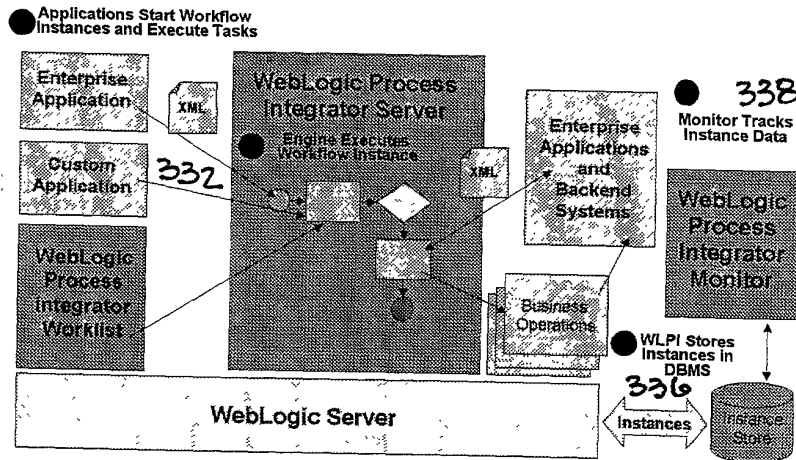 Applications Start Workflow
Instances and Execute Tasks
Enterprise
Application
XML
WebLogic Process
Integrator Server
Engine Executes
Workflow Instance
XML
Enterprise
Applications
and
Backend
Systems
338
Monitor Tracks
Instance Data
Custom
Application
332
WebLogic
Process
Integrator
Worklist
WebLogic
Process
Integrator
Monitor
Business
Operations
WLPI Stores
Instances in
DBMS
336
WebLogic Server
Instances
Instance
Store